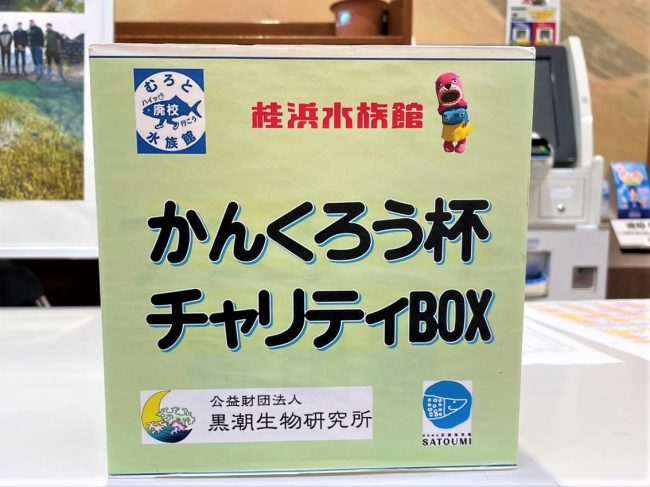 むろと
ハイッ
廃校
行こう
水族館
桂浜水族館
かんくろう杯
チャリティBOX
公益財団法人
黒潮生物研究所
SATOUMI